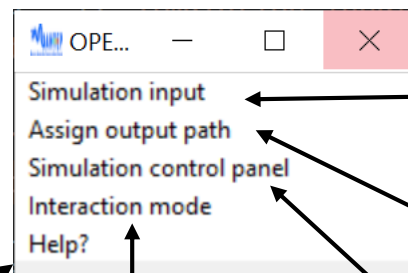 OPE...
Simulation input
Assign output path
Simulation control panel
Interaction mode
Help?